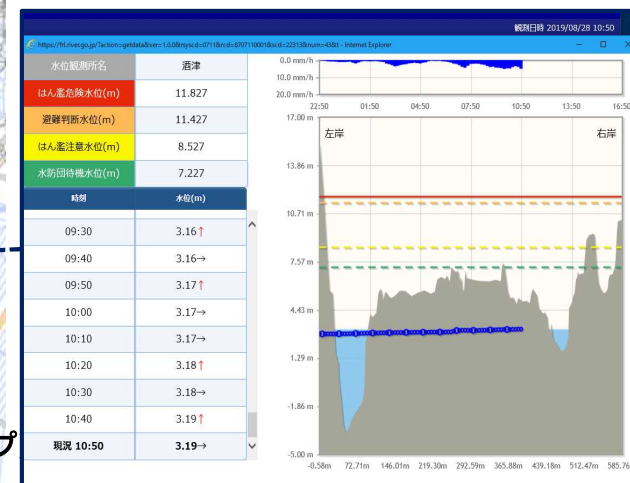 観測日時 2019/08/28 10:50
https://frl.river.go.jp/?action=getdata&ver=1.0.0&irsyscd=0711&ircd=8707110001&scd=22313&num=43&t - Internet Explorer
水位観測所名 酒津
はん濫危険水位(m) 11.827
避難判断水位(m) 11.427
はん濫注意水位(m) 8.527
水防団待機水位(m) 7.227
時刻 水位(m)
09:30 3.16↑
09:40 3.16→
09:50 3.17↑
10:00 3.17→
10:10 3.17→
10:20 3.18↑
10:30 3.18→
10:40 3.19↑
現況 10:50 3.19→
プ
0.0 mm/h
10.0 mm/h
20.0 mm/h
22:50 01:50 04:50 07:50 10:50 13:50 16:50
17.00 m
左岸 右岸
13.86 m
10.71 m
7.57 m
4.43 m
1.29 m
-1.86 m
-5.00 m
-0.58m 72.71m 146.01m 219.30m 292.59m 365.88m 439.18m 512.47m 585.76